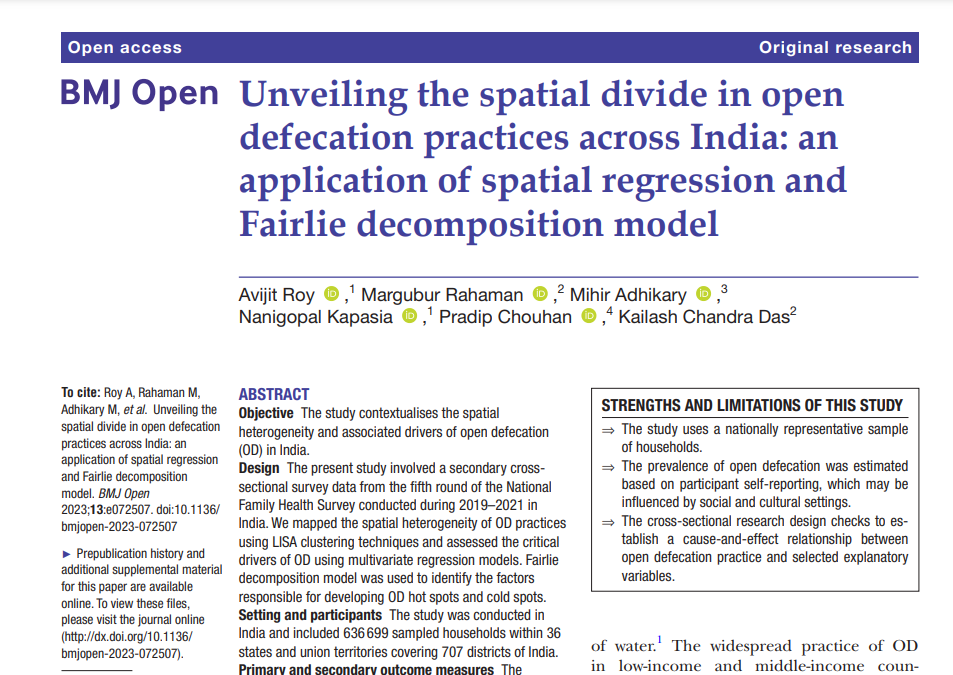 Open access
Original research
BMJ Open
Unveiling the spatial divide in open
defecation practices across India: an
application of spatial regression and
Fairlie decomposition model
Avijit Roy iD ,1 Margubur Rahaman iD ,2 Mihir Adhikary iD ,3
Nanigopal Kapasia iD ,1 Pradip Chouhan iD ,4 Kailash Chandra Das2
To cite: Roy A, Rahaman M,
Adhikary M, et al. Unveiling the
spatial divide in open defecation
practices across India: an
application of spatial regression
and Fairlie decomposition
model. BMJ Open
2023;13:e072507. doi:10.1136/
bmjopen-2023-072507
► Prepublication history and
additional supplemental material
for this paper are available
online. To view these files,
please visit the journal online
(http://dx.doi.org/10.1136/
bmjopen-2023-072507).
ABSTRACT
Objective The study contextualises the spatial
heterogeneity and associated drivers of open defecation
(OD) in India.
Design The present study involved a secondary cross-
sectional survey data from the fifth round of the National
Family Health Survey conducted during 2019–2021 in
India. We mapped the spatial heterogeneity of OD practices
using LISA clustering techniques and assessed the critical
drivers of OD using multivariate regression models. Fairlie
decomposition model was used to identify the factors
responsible for developing OD hot spots and cold spots.
Setting and participants The study was conducted in
India and included 636 699 sampled households within 36
states and union territories covering 707 districts of India.
Primary and secondary outcome measures The
STRENGTHS AND LIMITATIONS OF THIS STUDY
⇒ The study uses a nationally representative sample
of households.
⇒ The prevalence of open defecation was estimated
based on participant self-reporting, which may be
influenced by social and cultural settings.
⇒ The cross-sectional research design checks to es-
tablish a cause-and-effect relationship between
open defecation practice and selected explanatory
variables.
of water.1 The widespread practice of OD
in low-income and middle-income coun-